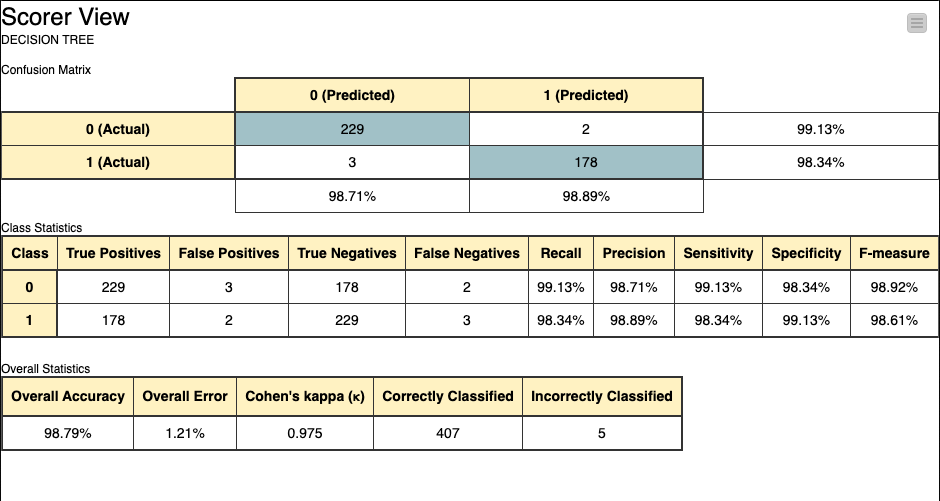 Scorer View
DECISION TREE
Confusion Matrix
0 (Predicted) 1 (Predicted)
0 (Actual) 229 2 99.13%
1 (Actual) 3 178 98.34%
98.71% 98.89%
Class Statistics
Class True Positives False Positives True Negatives False Negatives Recall Precision Sensitivity Specificity F-measure
0 229 3 178 2 99.13% 98.71% 99.13% 98.34% 98.92%
1 178 2 229 3 98.34% 98.89% 98.34% 99.13% 98.61%
Overall Statistics
Overall Accuracy Overall Error Cohen's kappa (κ) Correctly Classified Incorrectly Classified
98.79% 1.21% 0.975 407 5